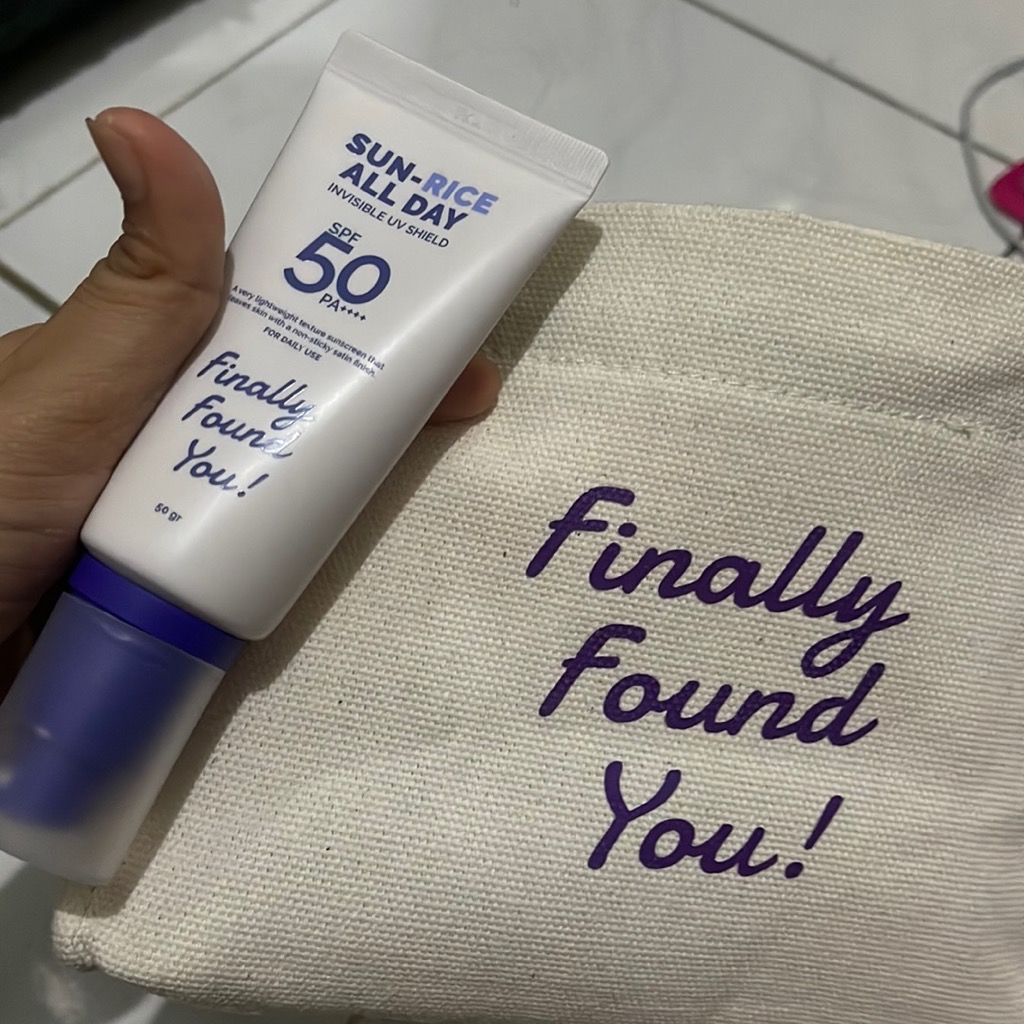 SUN-RICE
ALL DAY
INVISIBLE UV SHIELD
SPF
50
PA++++
A very lightweight texture sunscreen that
leaves skin with a non-sticky satin finish.
FOR DAILY USE
Finally
Found
You!
50 gr
Finally
Found
You!